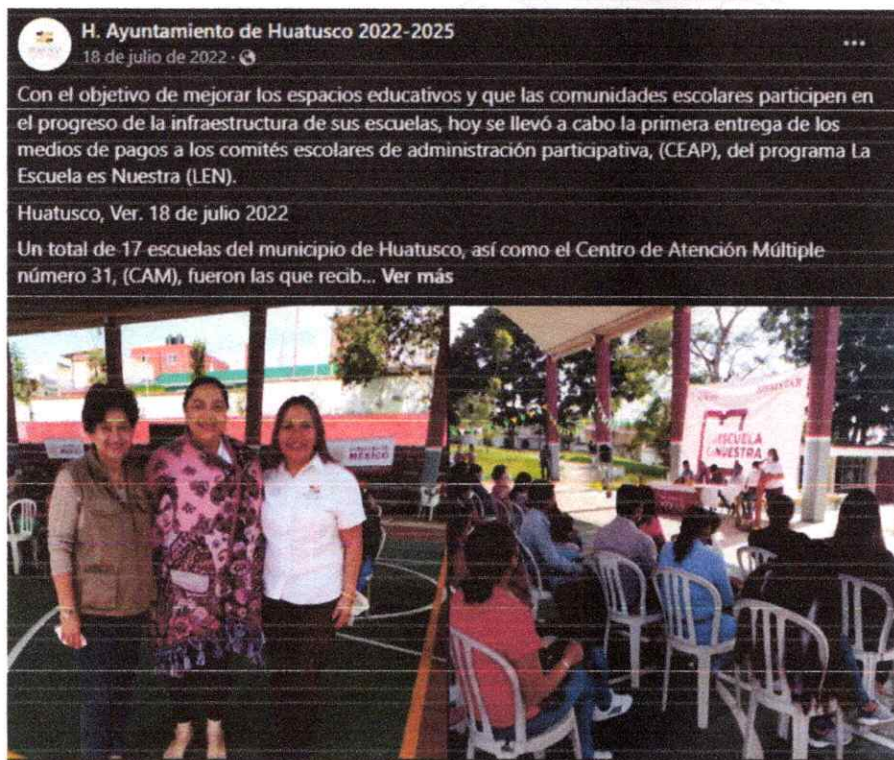 H. Ayuntamiento de Huatusco 2022-2025
18 de julio de 2022 ·
Con el objetivo de mejorar los espacios educativos y que las comunidades escolares participen en
el progreso de la infraestructura de sus escuelas, hoy se llevó a cabo la primera entrega de los
medios de pagos a los comités escolares de administración participativa, (CEAP), del programa La
Escuela es Nuestra (LEN).
Huatusco, Ver. 18 de julio 2022
Un total de 17 escuelas del municipio de Huatusco, así como el Centro de Atención Múltiple
número 31, (CAM), fueron las que recib... Ver más
MÉXICO
MÉXICO
ESCUELA
NUESTRA